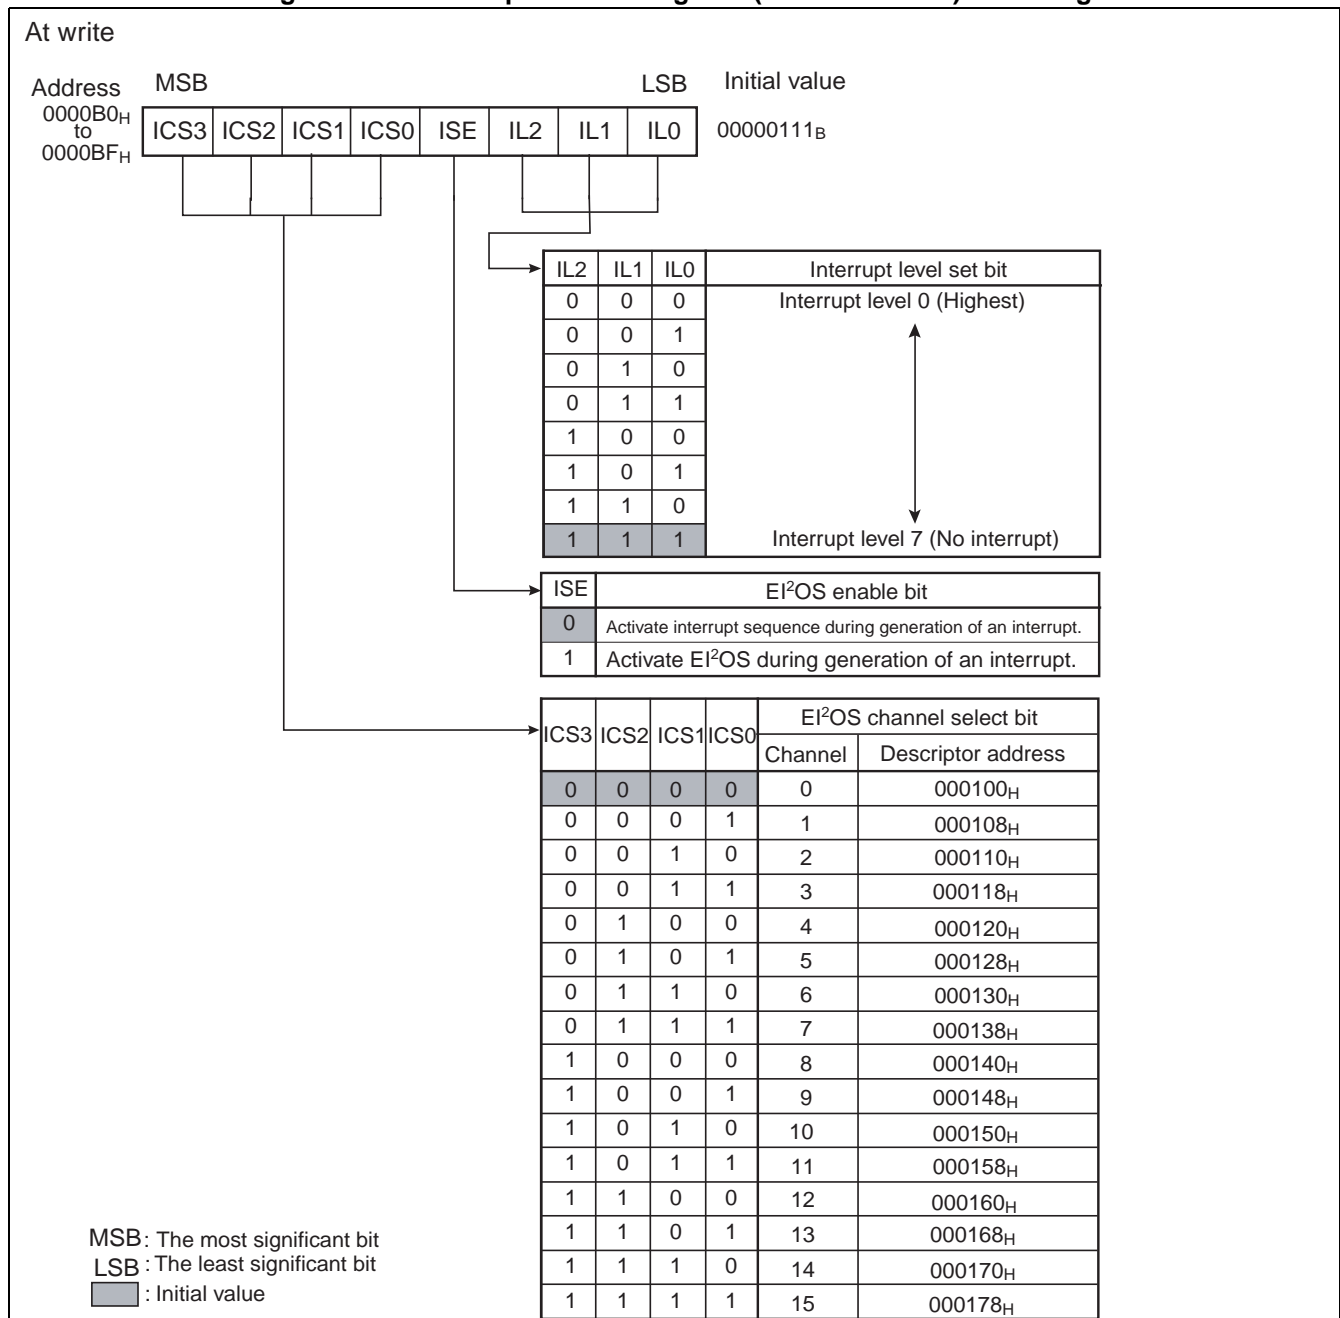 At write
Address MSB LSB Initial value
0000B0H
to
0000BFH
ICS3 ICS2 ICS1 ICS0 ISE IL2 IL1 IL0 00000111B
IL2 IL1 IL0 Interrupt level set bit
0 0 0 Interrupt level 0 (Highest)
0 0 1
0 1 0
0 1 1
1 0 0
1 0 1
1 1 0
1 1 1 Interrupt level 7 (No interrupt)
ISE EI²OS enable bit
0 Activate interrupt sequence during generation of an interrupt.
1 Activate EI²OS during generation of an interrupt.
ICS3 ICS2 ICS1 ICS0 EI²OS channel select bit
Channel Descriptor address
0 0 0 0 0 000100H
0 0 0 1 1 000108H
0 0 1 0 2 000110H
0 0 1 1 3 000118H
0 1 0 0 4 000120H
0 1 0 1 5 000128H
0 1 1 0 6 000130H
0 1 1 1 7 000138H
1 0 0 0 8 000140H
1 0 0 1 9 000148H
1 0 1 0 10 000150H
1 0 1 1 11 000158H
1 1 0 0 12 000160H
1 1 0 1 13 000168H
1 1 1 0 14 000170H
1 1 1 1 15 000178H
MSB : The most significant bit
LSB : The least significant bit
: Initial value